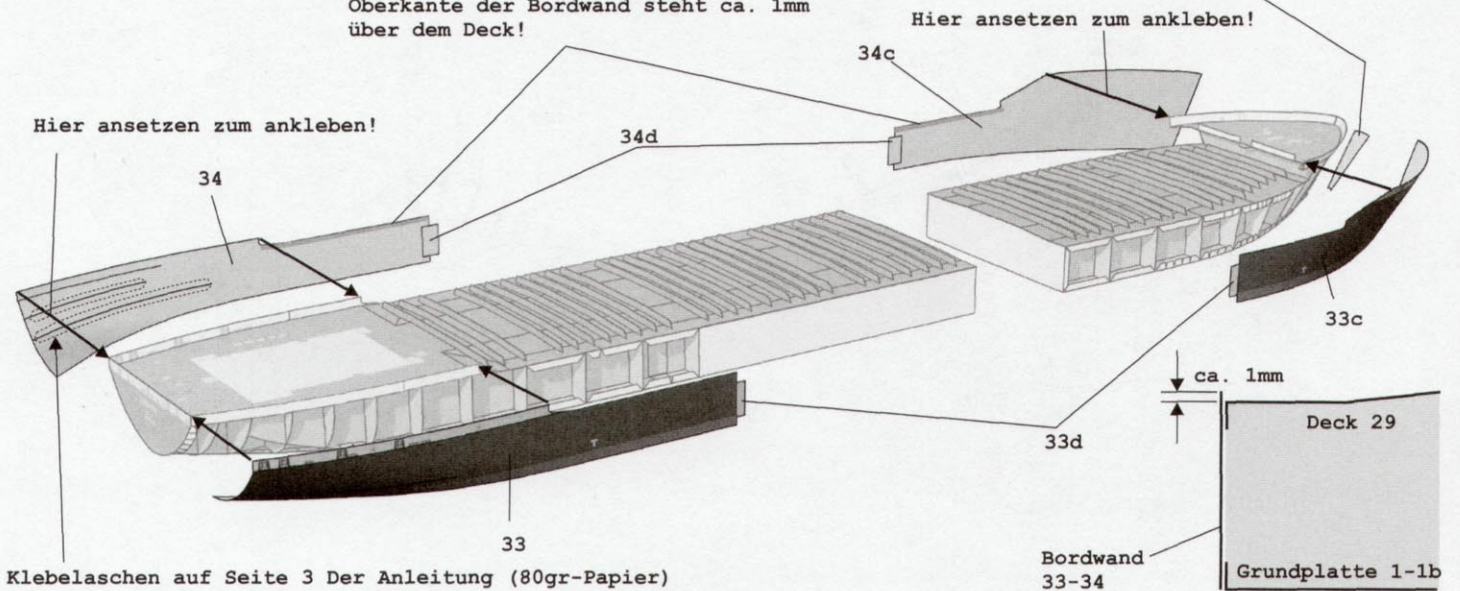 Oberkante der Bordwand steht ca. 1mm
über dem Deck!
Hier ansetzen zum ankleben!
34c
Hier ansetzen zum ankleben!
34d
34
33c
ca. 1mm
Deck 29
33d
33
Bordwand
33-34
Grundplatte 1-1b
Klebelaschen auf Seite 3 Der Anleitung (80gr-Papier)